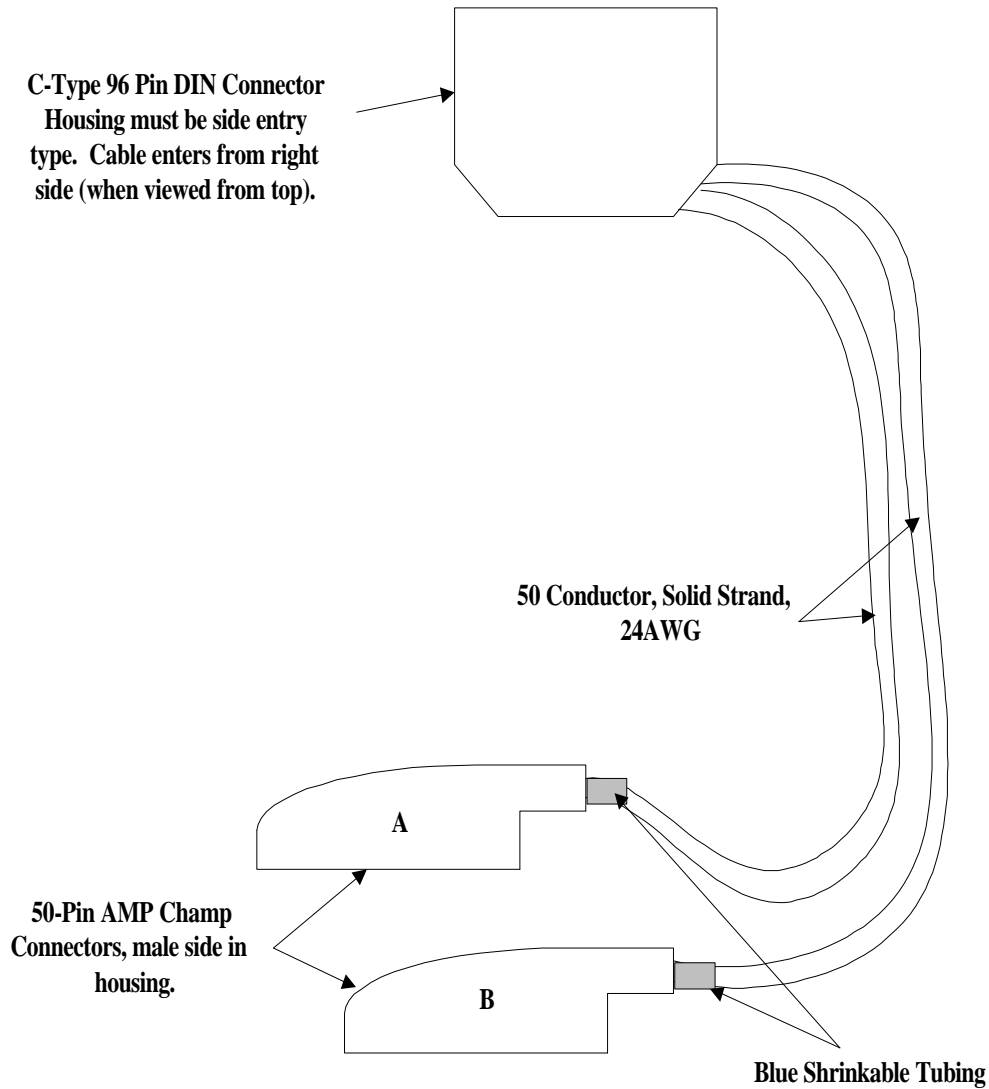 C-Type 96 Pin DIN Connector
Housing must be side entry
type. Cable enters from right
side (when viewed from top).
50 Conductor, Solid Strand,
24AWG
A
50-Pin AMP Champ
Connectors, male side in
housing.
B
Blue Shrinkable Tubing